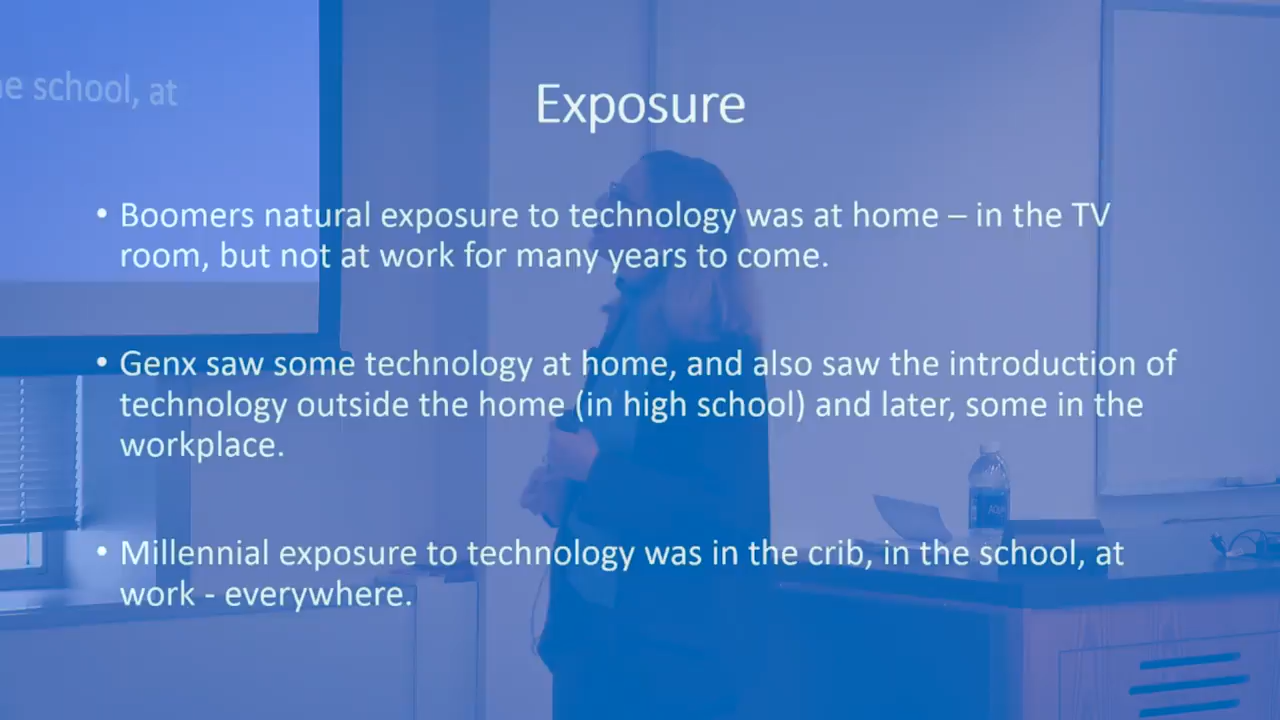 e school, at
Exposure
• Boomers natural exposure to technology was at home – in the TV
room, but not at work for many years to come.
• Genx saw some technology at home, and also saw the introduction of
technology outside the home (in high school) and later, some in the
workplace.
• Millennial exposure to technology was in the crib, in the school, at
work - everywhere.